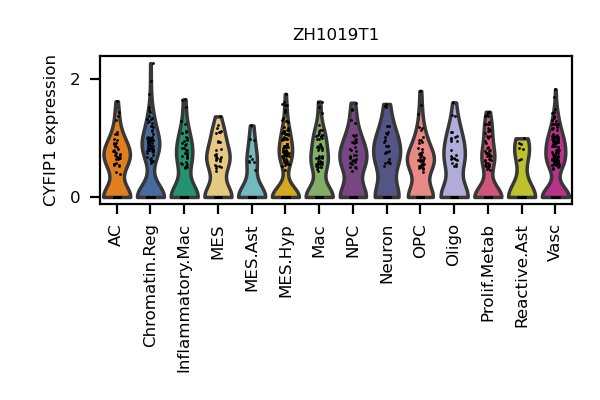 ZH1019T1
CYFIP1 expression
2
0
AC
Chromatin.Reg
Inflammatory.Mac
MES
MES.Ast
MES.Hyp
Mac
NPC
Neuron
OPC
Oligo
Prolif.Metab
Reactive.Ast
Vasc